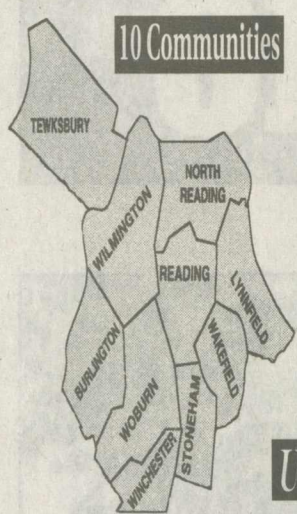 10 Communities
TEWKSBURY
NORTH
READING
WILMINGTON
READING
LYNNFIELD
BURLINGTON
WAKEFIELD
WOBURN
STONEHAM
WINCHESTER
U